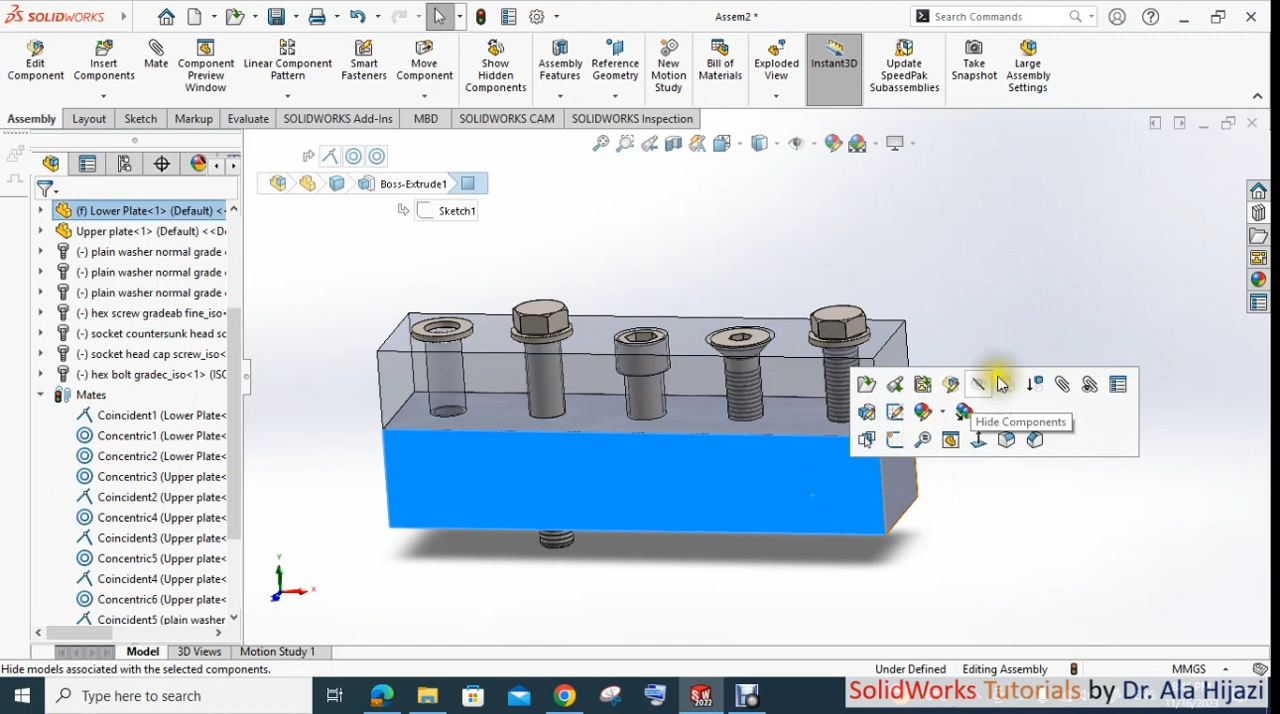 SOLIDWORKS
Assem2 *
Search Commands
Edit Component
Insert Components
Mate
Component Preview Window
Linear Component Pattern
Smart Fasteners
Move Component
Show Hidden Components
Assembly Features
Reference Geometry
New Motion Study
Bill of Materials
Exploded View
Instant3D
Update SpeedPak Subassemblies
Take Snapshot
Large Assembly Settings
Assembly Layout Sketch Markup Evaluate SOLIDWORKS Add-Ins MBD SOLIDWORKS CAM SOLIDWORKS Inspection
Boss-Extrude1
Sketch1
(f) Lower Plate<1> (Default) <
Upper plate<1> (Default) <<D
(-) plain washer normal grade
(-) plain washer normal grade
(-) plain washer normal grade
(-) hex screw gradeab fine_iso<
(-) socket countersunk head sc
(-) socket head cap screw_iso<
(-) hex bolt gradec_iso<1> (ISO
Mates
Coincident1 (Lower Plate<
Concentric1 (Lower Plate<
Concentric2 (Lower Plate<
Concentric3 (Lower Plate<
Coincident2 (Lower Plate<
Concentric4 (Upper plate<
Coincident3 (Upper plate<
Concentric5 (Upper plate<
Coincident4 (Upper plate<
Concentric6 (Upper plate<
Coincident5 (plain washer
Hide Components
Y
X
Model 3D Views Motion Study 1
Hide models associated with the selected components.
Under Defined Editing Assembly MMGS
Type here to search
SW 2022
SolidWorks Tutorials by Dr. Ala Hijazi